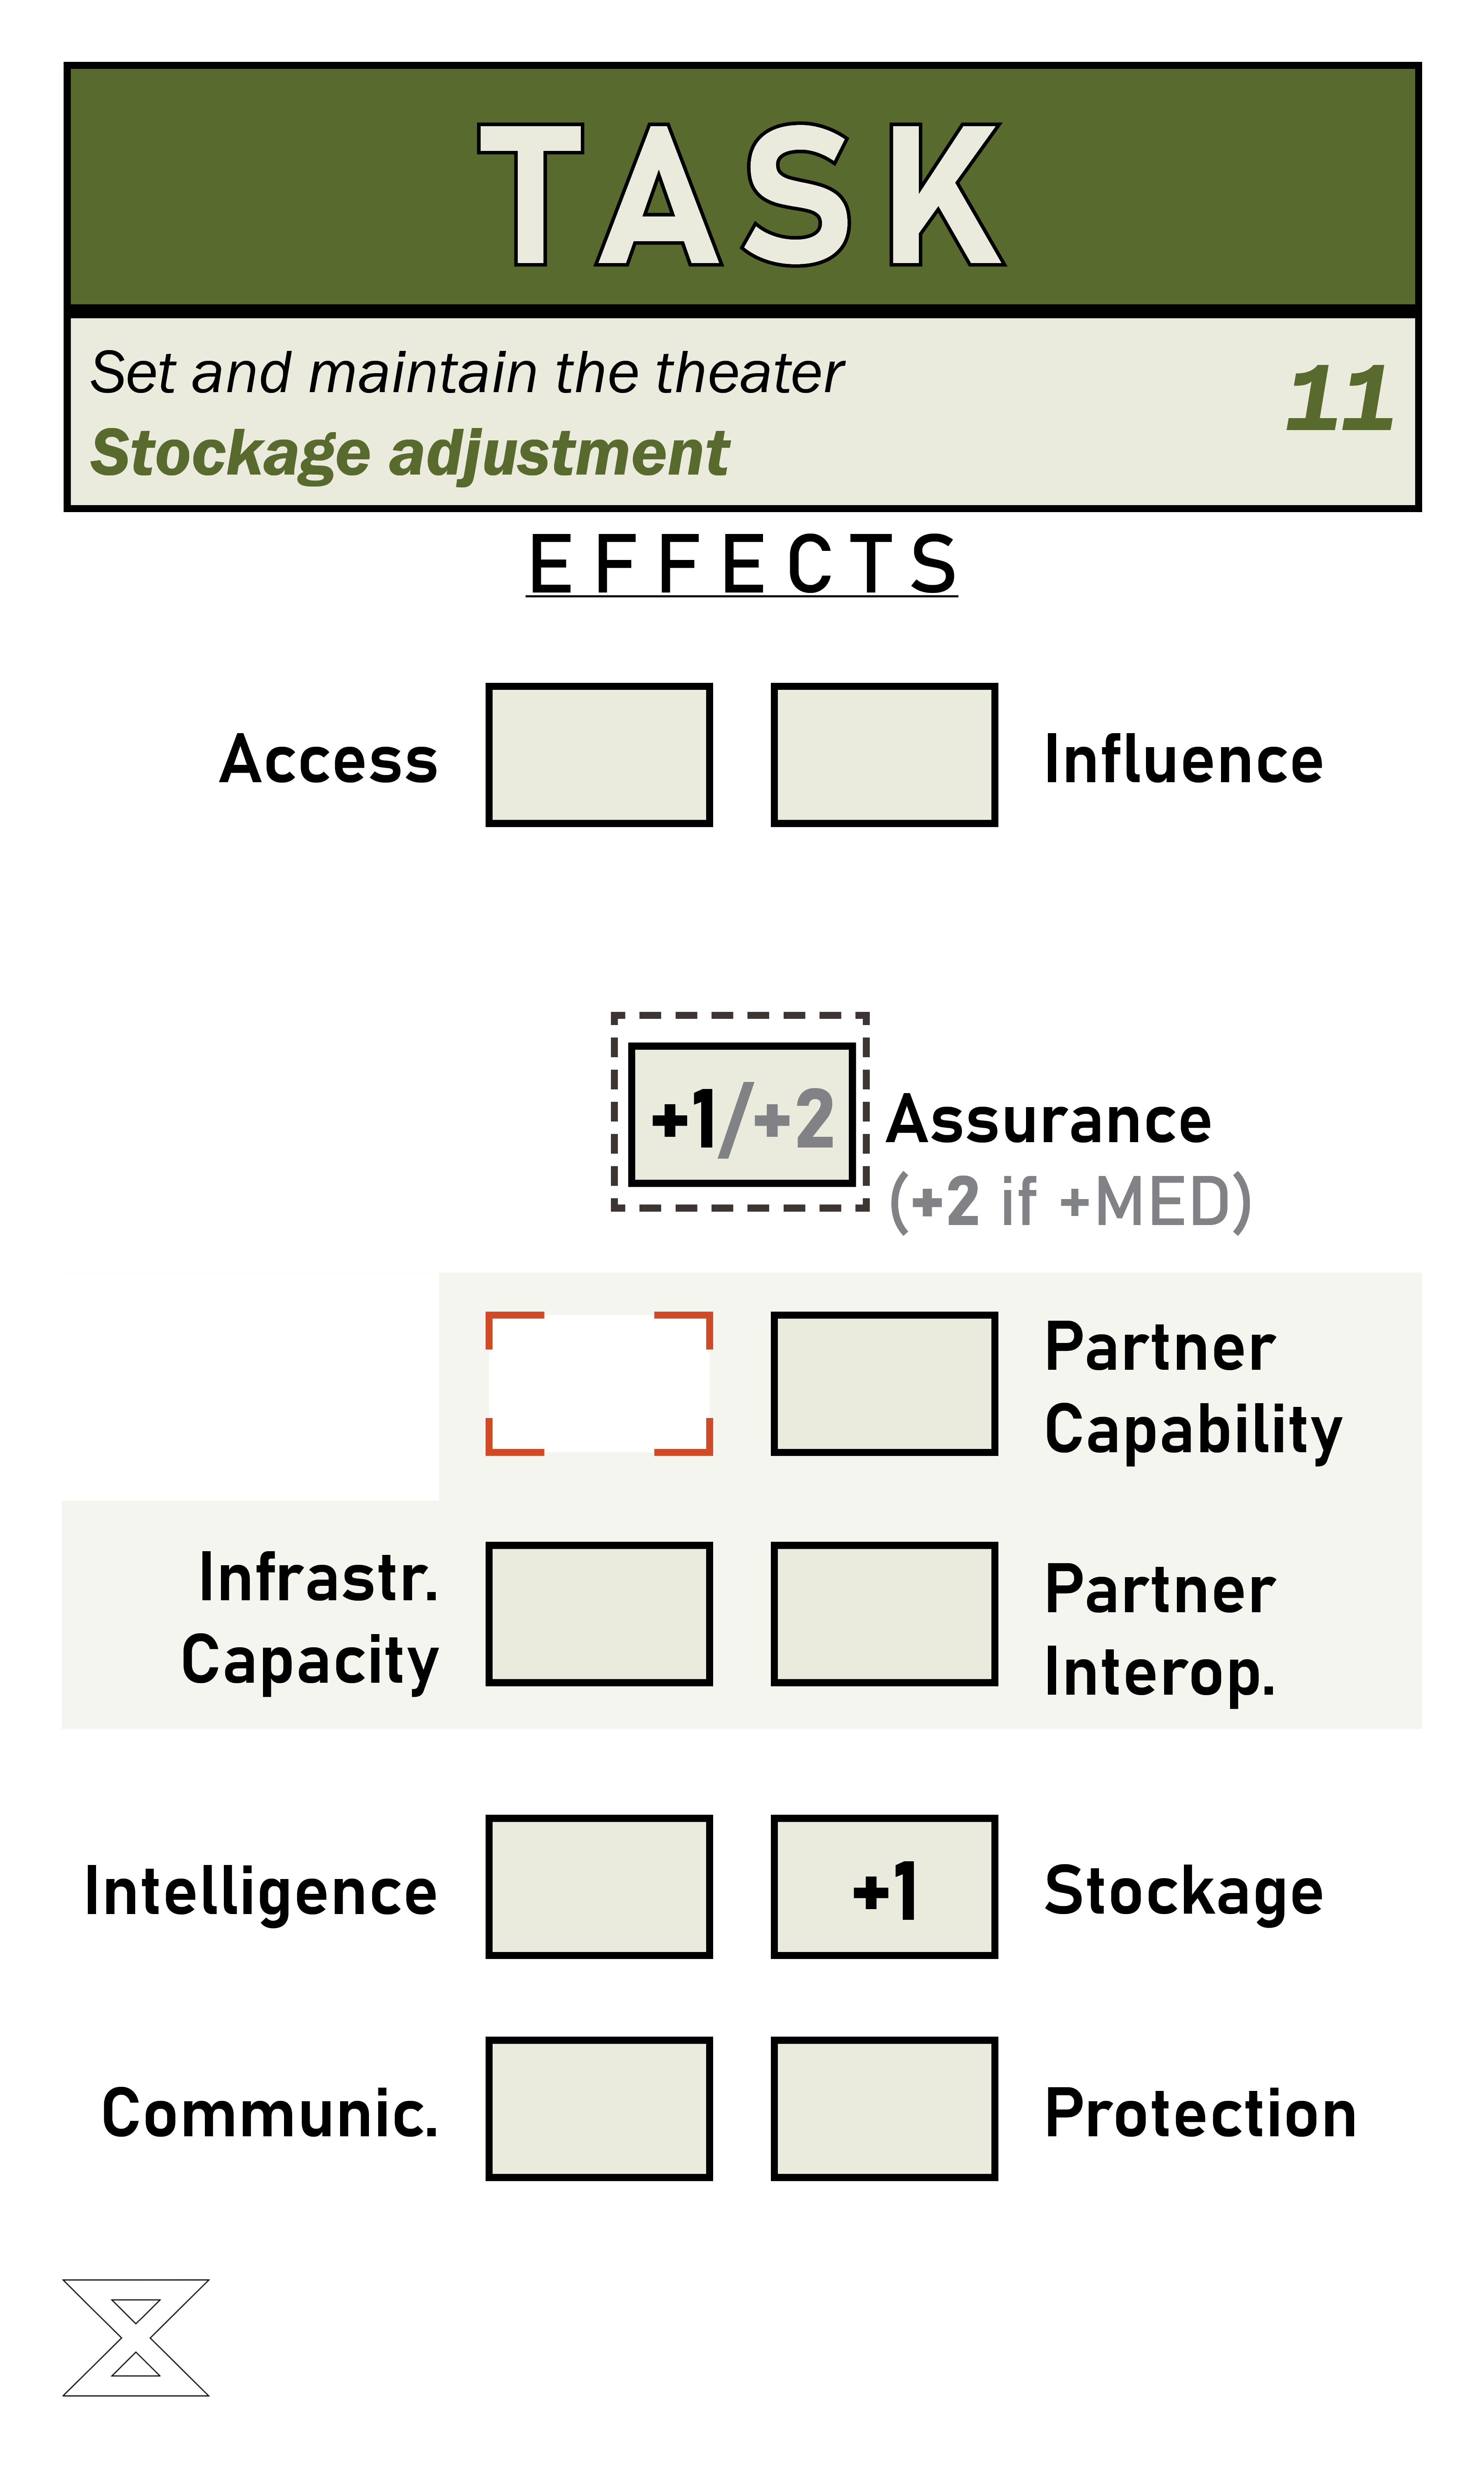 TASK
Set and maintain the theater
Stockage adjustment
11
EFFECTS
Access
Influence
+1/+2
Assurance
(+2 if +MED)
Partner
Capability
Infrastr.
Capacity
Partner
Interop.
Intelligence
+1
Stockage
Communic.
Protection